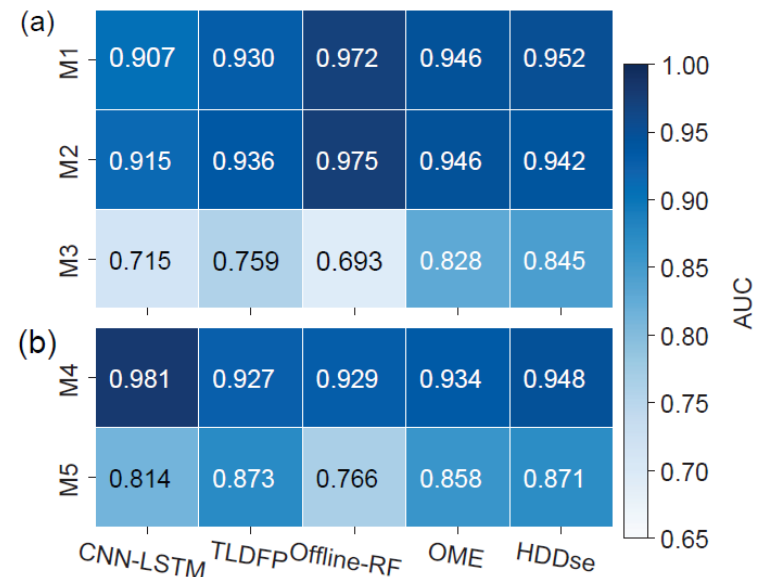 (a)
M1 0.907 0.930 0.972 0.946 0.952
M2 0.915 0.936 0.975 0.946 0.942
M3 0.715 0.759 0.693 0.828 0.845
(b)
M4 0.981 0.927 0.929 0.934 0.948
M5 0.814 0.873 0.766 0.858 0.871
CNN-LSTM TLDFP Offline-RF OME HDDse
1.00
0.95
0.90
0.85
0.80
0.75
0.70
0.65
AUC